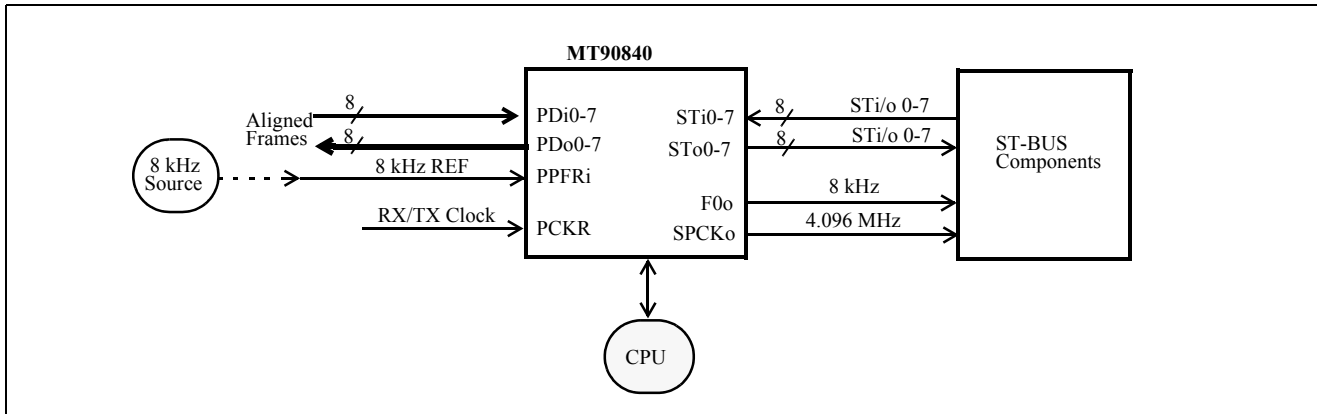 MT90840
8
PDi0-7
STi0-7
8
STi/o 0-7
Aligned
Frames
8
PDo0-7
STo0-7
8
STi/o 0-7
ST-BUS
Components
8 kHz
Source
8 kHz REF
PPFRi
F0o
8 kHz
RX/TX Clock
PCKR
SPCKo
4.096 MHz
CPU